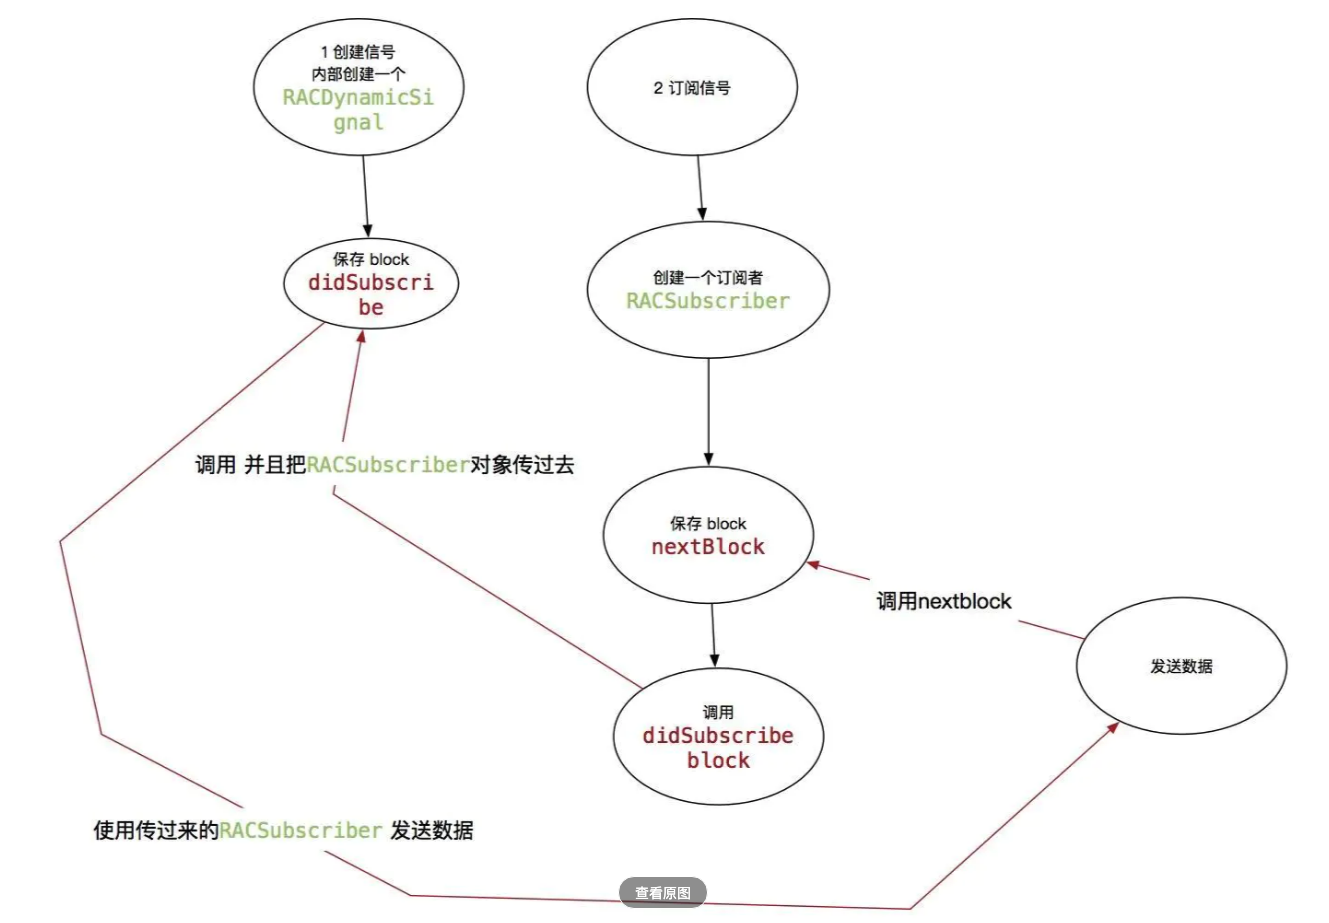 1 创建信号
内部创建一个
RACDynamicSi
gnal
2 订阅信号
保存 block
didSubscri
be
创建一个订阅者
RACSubscriber
调用 并且把RACSubscriber对象传过去
保存 block
nextBlock
调用nextblock
发送数据
调用
didSubscribe
block
使用传过来的RACSubscriber 发送数据
查看原图